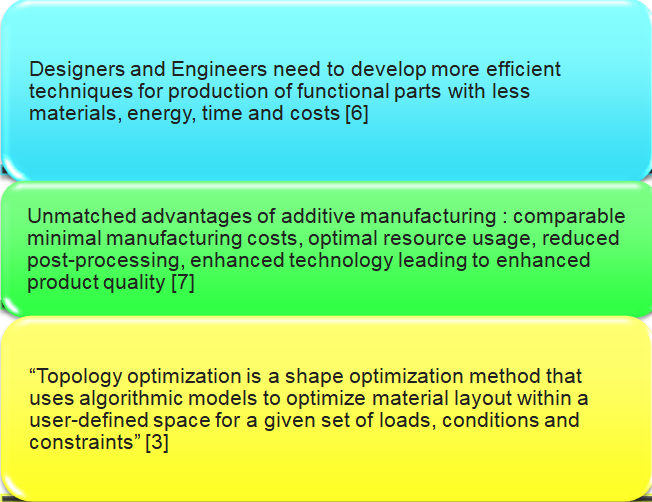 Designers and Engineers need to develop more efficient
techniques for production of functional parts with less
materials, energy, time and costs [6]
Unmatched advantages of additive manufacturing : comparable
minimal manufacturing costs, optimal resource usage, reduced
post-processing, enhanced technology leading to enhanced
product quality [7]
“Topology optimization is a shape optimization method that
uses algorithmic models to optimize material layout within a
user-defined space for a given set of loads, conditions and
constraints” [3]